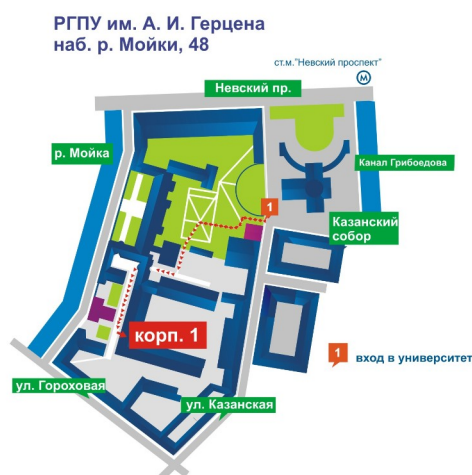 РГПУ им. А. И. Герцена
наб. р. Мойки, 48
ст.м."Невский проспект"
М
Невский пр.
р. Мойка
Канал Грибоедова
1
Казанский
собор
корп. 1
1
вход в университет
ул. Гороховая
ул. Казанская